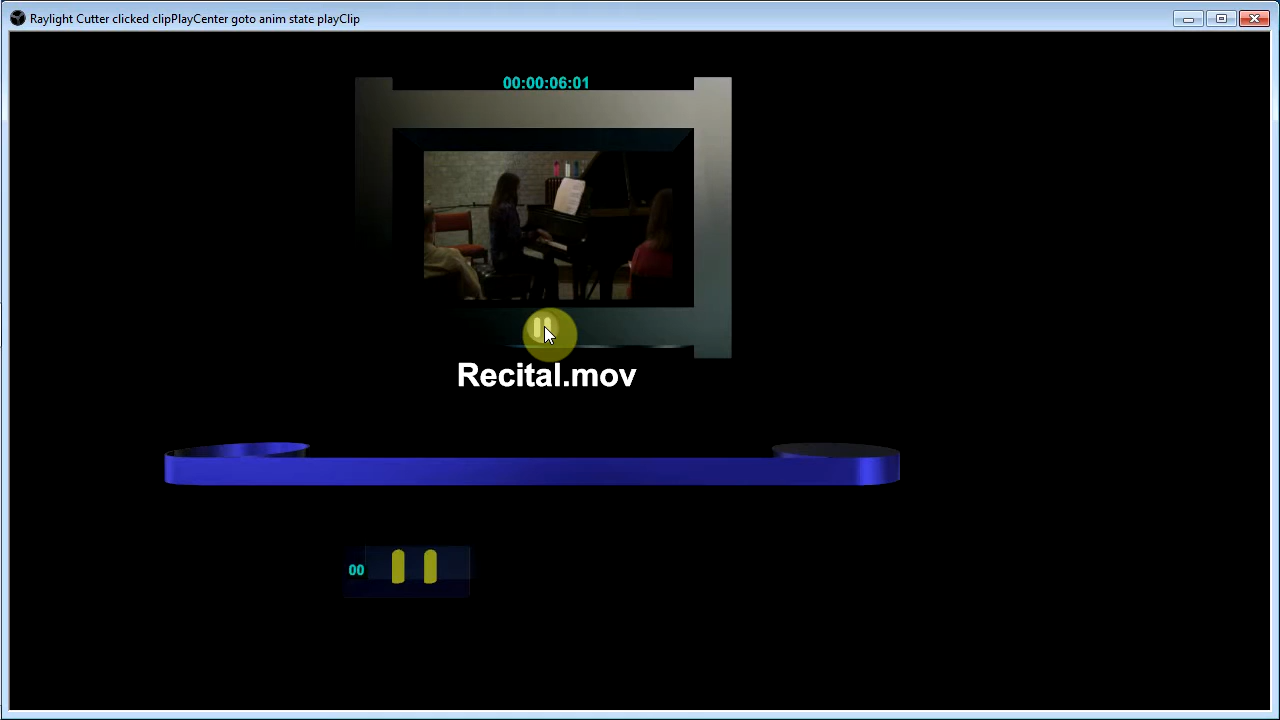 Raylight Cutter clicked clipPlayCenter goto anim state playClip
00:00:06:01
Recital.mov
00